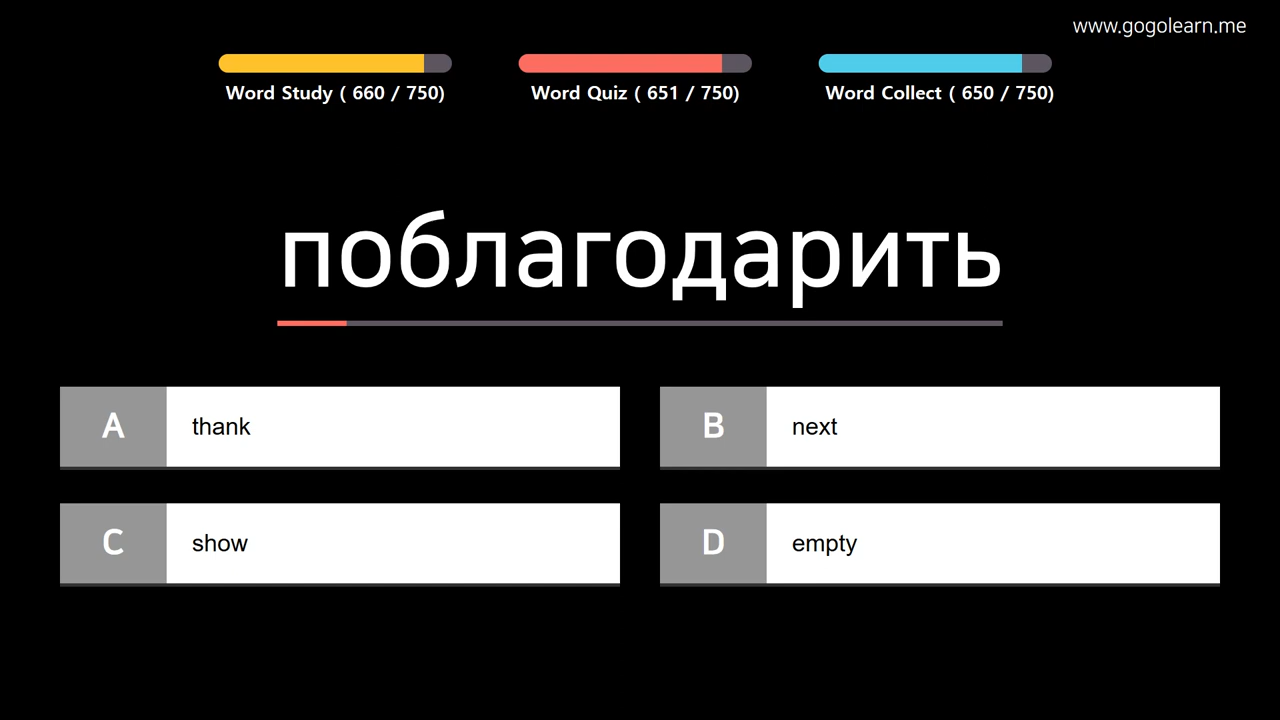 www.gogolearn.me
Word Study ( 660 / 750)
Word Quiz ( 651 / 750)
Word Collect ( 650 / 750)
поблагодарить
A thank
B next
C show
D empty